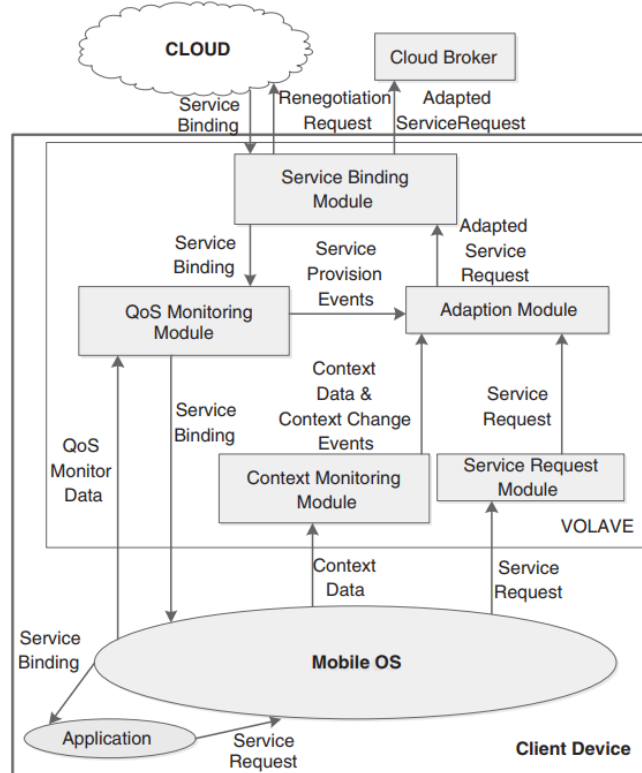 CLOUD
Cloud Broker
Service
Binding
Renegotiation
Request
Adapted
ServiceRequest
Service Binding
Module
Service
Binding
Service
Provision
Events
Adapted
Service
Request
QoS Monitoring
Module
Adaption Module
Context
Data &
Context Change
Events
Service
Request
Service
Binding
QoS
Monitor
Data
Context Monitoring
Module
Service Request
Module
VOLAVE
Context
Data
Service
Request
Service
Binding
Mobile OS
Application
Service
Request
Client Device